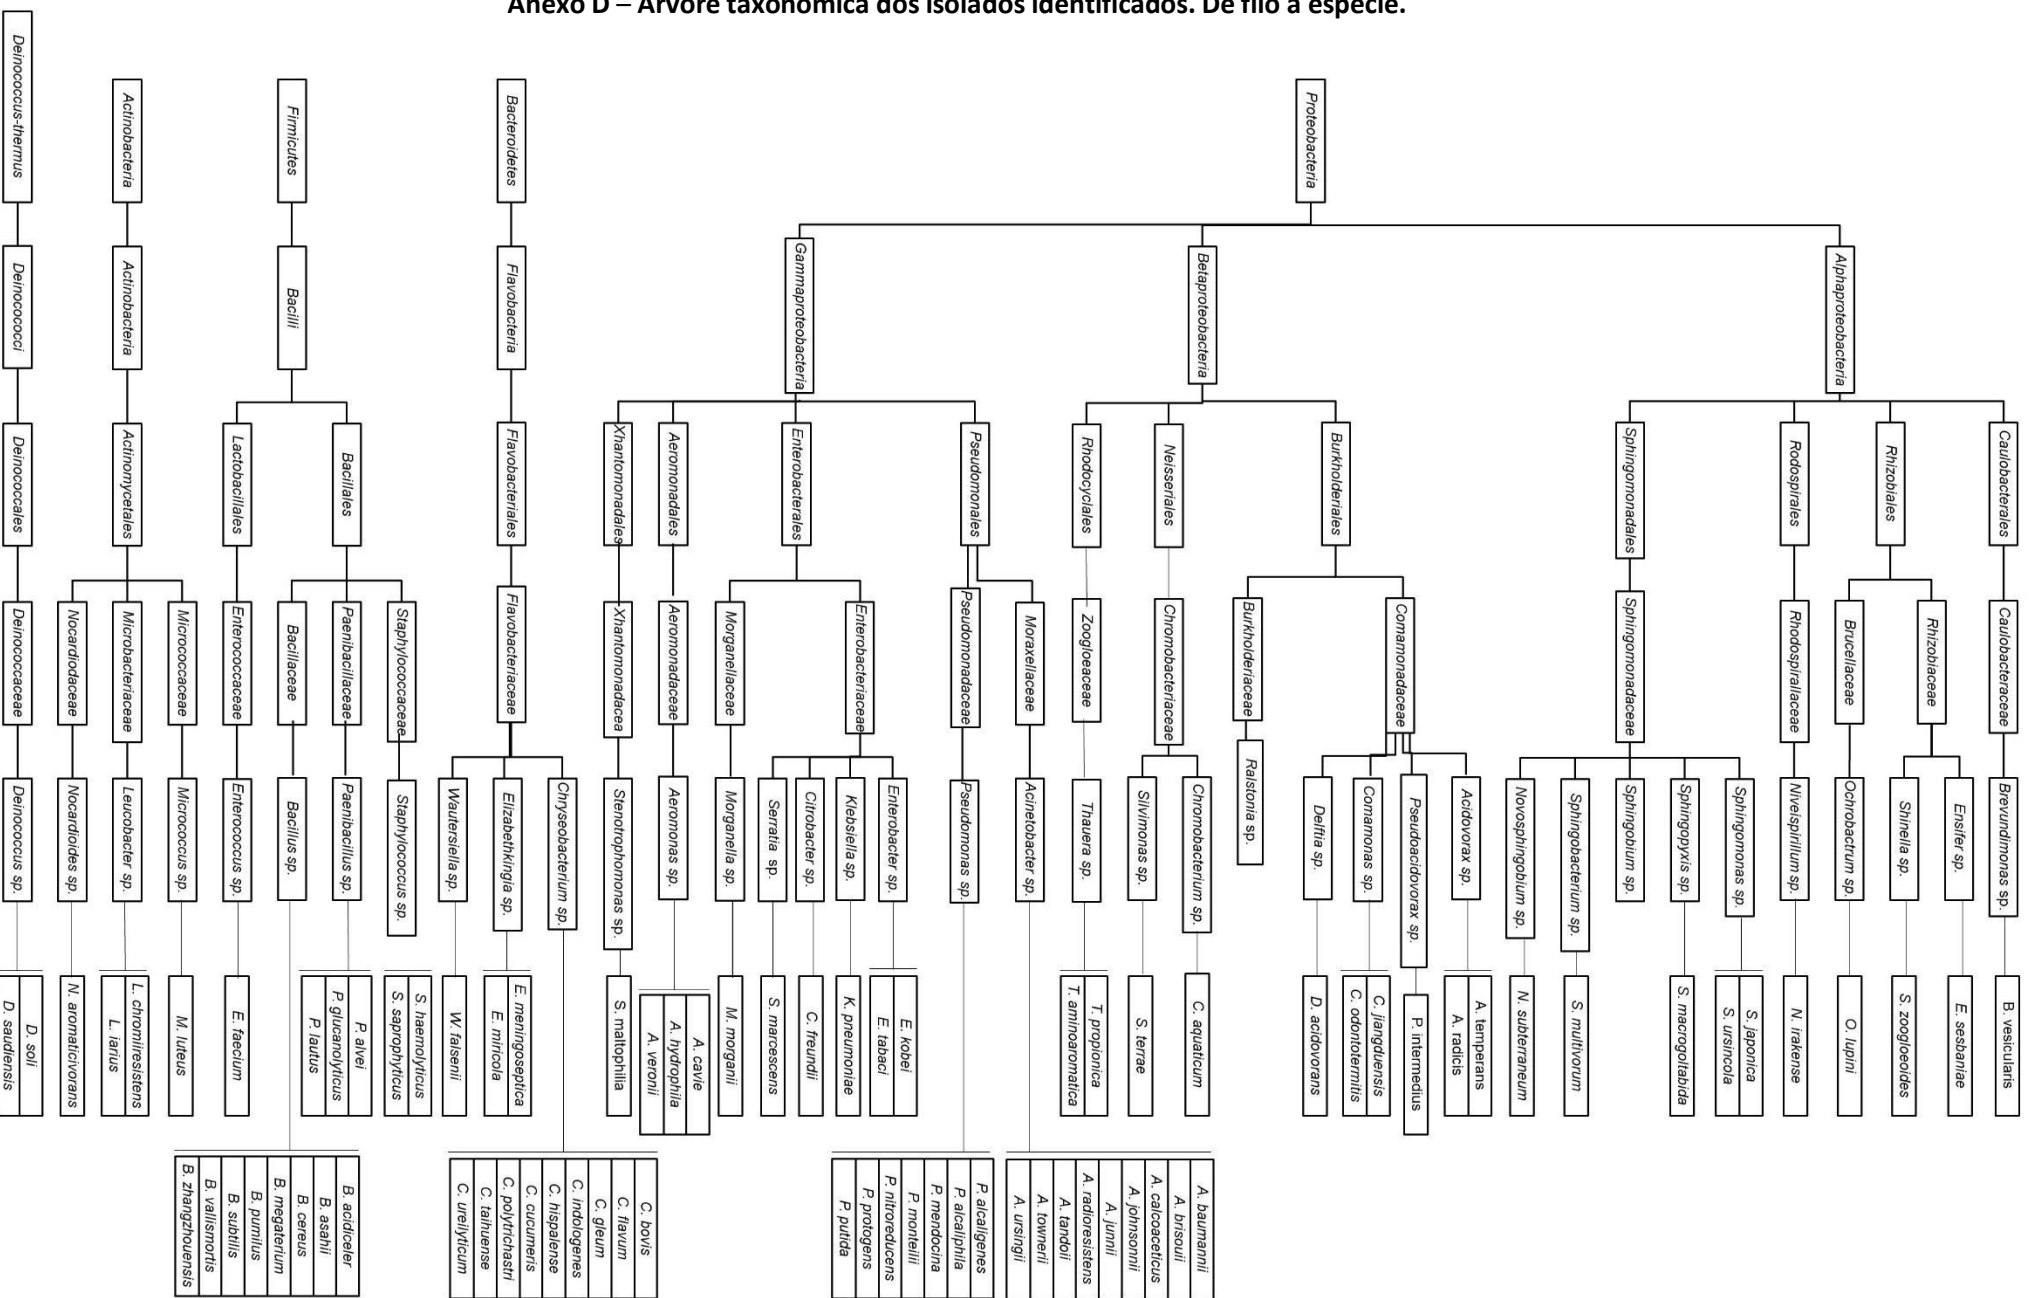 Anexo D – Árvore taxonômica dos isolados identificados. De filo a espécie.
Deinococcus-thermus
Actinobacteria
Firmicutes
Bacteroidetes
Proteobacteria
Deinococci
Actinobacteria
Bacilli
Flavobacteria
Gammaproteobacteria
Betaproteobacteria
Alphaproteobacteria
Deinococcales
Actinomycetales
Lactobacillales
Bacillales
Flavobacteriales
Xhantomonadales
Aeromonadales
Enterobacterales
Pseudomonales
Rhodocyclales
Neisseriales
Burkholderiales
Sphingomonadales
Rodospirales
Rhizobiales
Caulobacterales
Deinococcaceae
Nocardiodaceae
Microbacteriaceae
Micrococcaceae
Enterococcaceae
Bacillaceae
Paenibacillaceae
Staphylococcaceae
Flavobacteriaceae
Xhantomonadacea
Aeromonadaceae
Morganellaceae
Enterobacteriaceae
Pseudomonadaceae
Moraxellaceae
Zoogloeaceae
Chromobacteriaceae
Burkholderiaceae
Comamonadaceae
Sphingomonadaceae
Rhodospirallaceae
Brucellaceae
Rhizobiaceae
Caulobacteraceae
Deinococcus sp.
Nocardioides sp.
Leucobacter sp.
Micrococcus sp.
Enterococcus sp.
Bacillus sp.
Paenibacillus sp.
Staphylococcus sp.
Wautersiella sp.
Elizabethkingia sp.
Chryseobacterium sp.
Stenotrophomonas sp.
Aeromonas sp.
Morganella sp.
Serratia sp.
Citrobacter sp.
Klebsiella sp.
Enterobacter sp.
Pseudomonas sp.
Acinetobacter sp.
Thauera sp.
Silvimonas sp.
Chromobacterium sp.
Ralstonia sp.
Delftia sp.
Comamonas sp.
Pseudoacidovorax sp.
Acidovorax sp.
Novosphingobium sp.
Sphingobacterium sp.
Sphingobium sp.
Sphingopyxis sp.
Sphingomonas sp.
Niveispirillum sp.
Ochrobactrum sp.
Shinella sp.
Ensifer sp.
Brevundimonas sp.
D. soli
D. saudiensis
N. aromaticivorans
L. chromiiresistens
L. iarius
M. luteus
E. faecium
P. alvei
P. glucanolyticus
P. lautus
S. haemolyticus
S. saprophyticus
W. falsenii
E. meningoseptica
E. miricola
S. maltophilia
A. cavie
A. hydrophila
A. veronii
M. morganii
S. marcescens
C. freundii
K. pneumoniae
E. kobei
E. tabaci
T. propionica
T. aminoaromatica
S. terrae
C. aquaticum
D. acidovorans
C. jiangduensis
C. odontotermitis
P. intermedius
A. temperans
A. radicis
N. subterraneum
S. multivorum
S. macrogoltabida
S. japonica
S. ursincola
N. irakense
O. lupini
S. zoogloeoides
E. sesbaniae
B. vesicularis
B. acidiceler
B. asahii
B. cereus
B. megaterium
B. pumilus
B. subtilis
B. vallismortis
B. zhangzhouensis
C. bovis
C. flavum
C. gleum
C. indologenes
C. hispalense
C. cucumeris
C. polytrichastri
C. taihuense
C. ureilyticum
P. alcaligenes
P. alcaliphila
P. mendocina
P. monteilii
P. nitroreducens
P. protogens
P. putida
A. baumannii
A. brisouii
A. calcoaceticus
A. johnsonnii
A. junnii
A. radioresistens
A. tandoii
A. townerii
A. ursingii